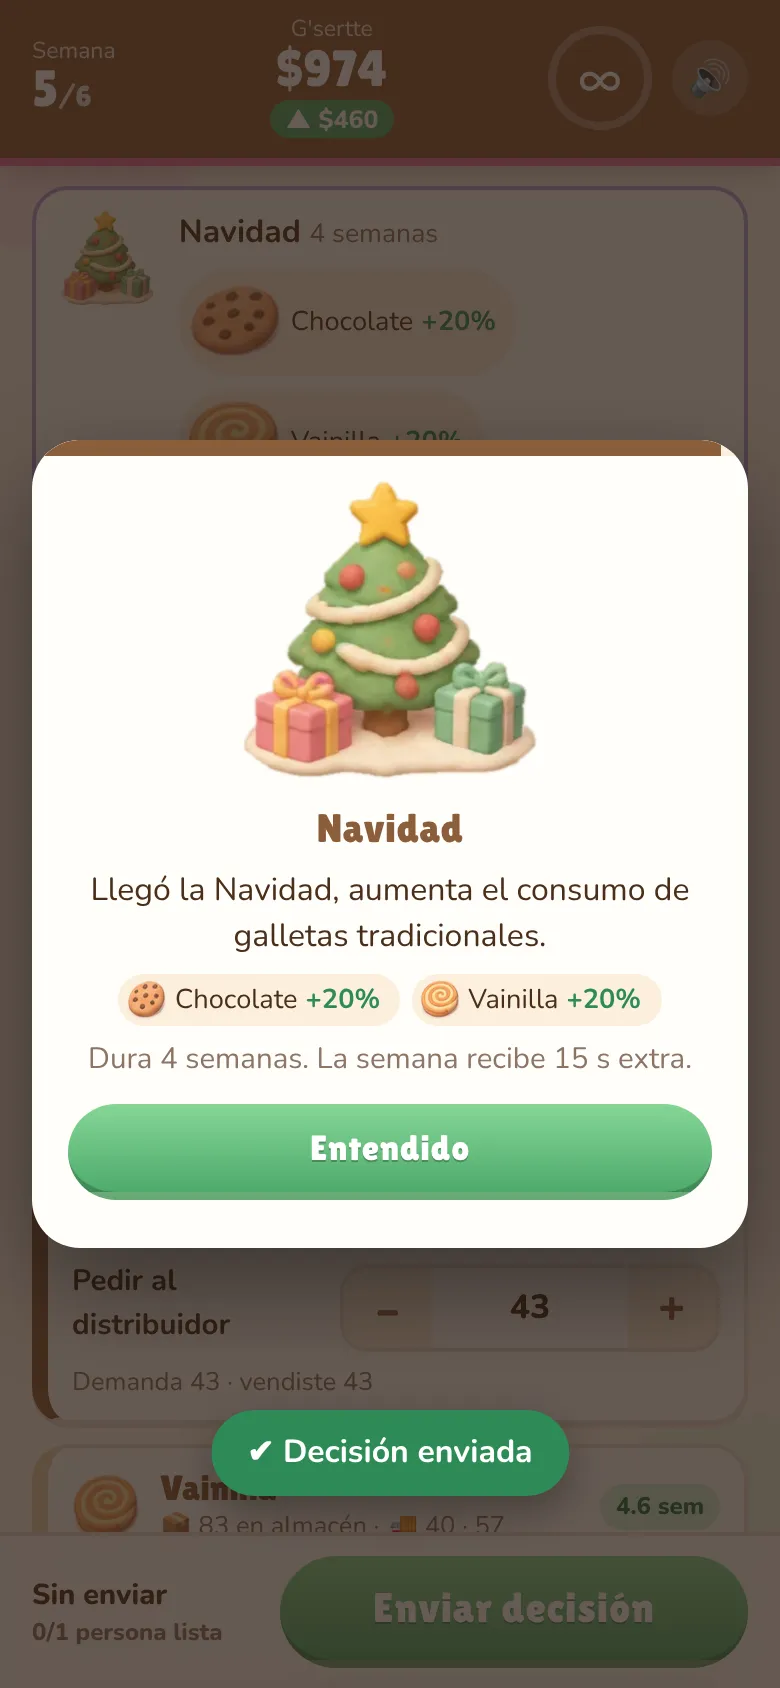 G'sertte
Semana
$974
5/6
▲ $460
∞
Navidad 4 semanas
Chocolate +20%
Vainilla +20%
Navidad
Llegó la Navidad, aumenta el consumo de
galletas tradicionales.
Chocolate +20% Vainilla +20%
Dura 4 semanas. La semana recibe 15 s extra.
Entendido
Pedir al
distribuidor
− 43 +
Demanda 43 · vendiste 43
✔ Decisión enviada
Vainilla
83 en almacén · 40 · 57
4.6 sem
Sin enviar
0/1 persona lista
Enviar decisión